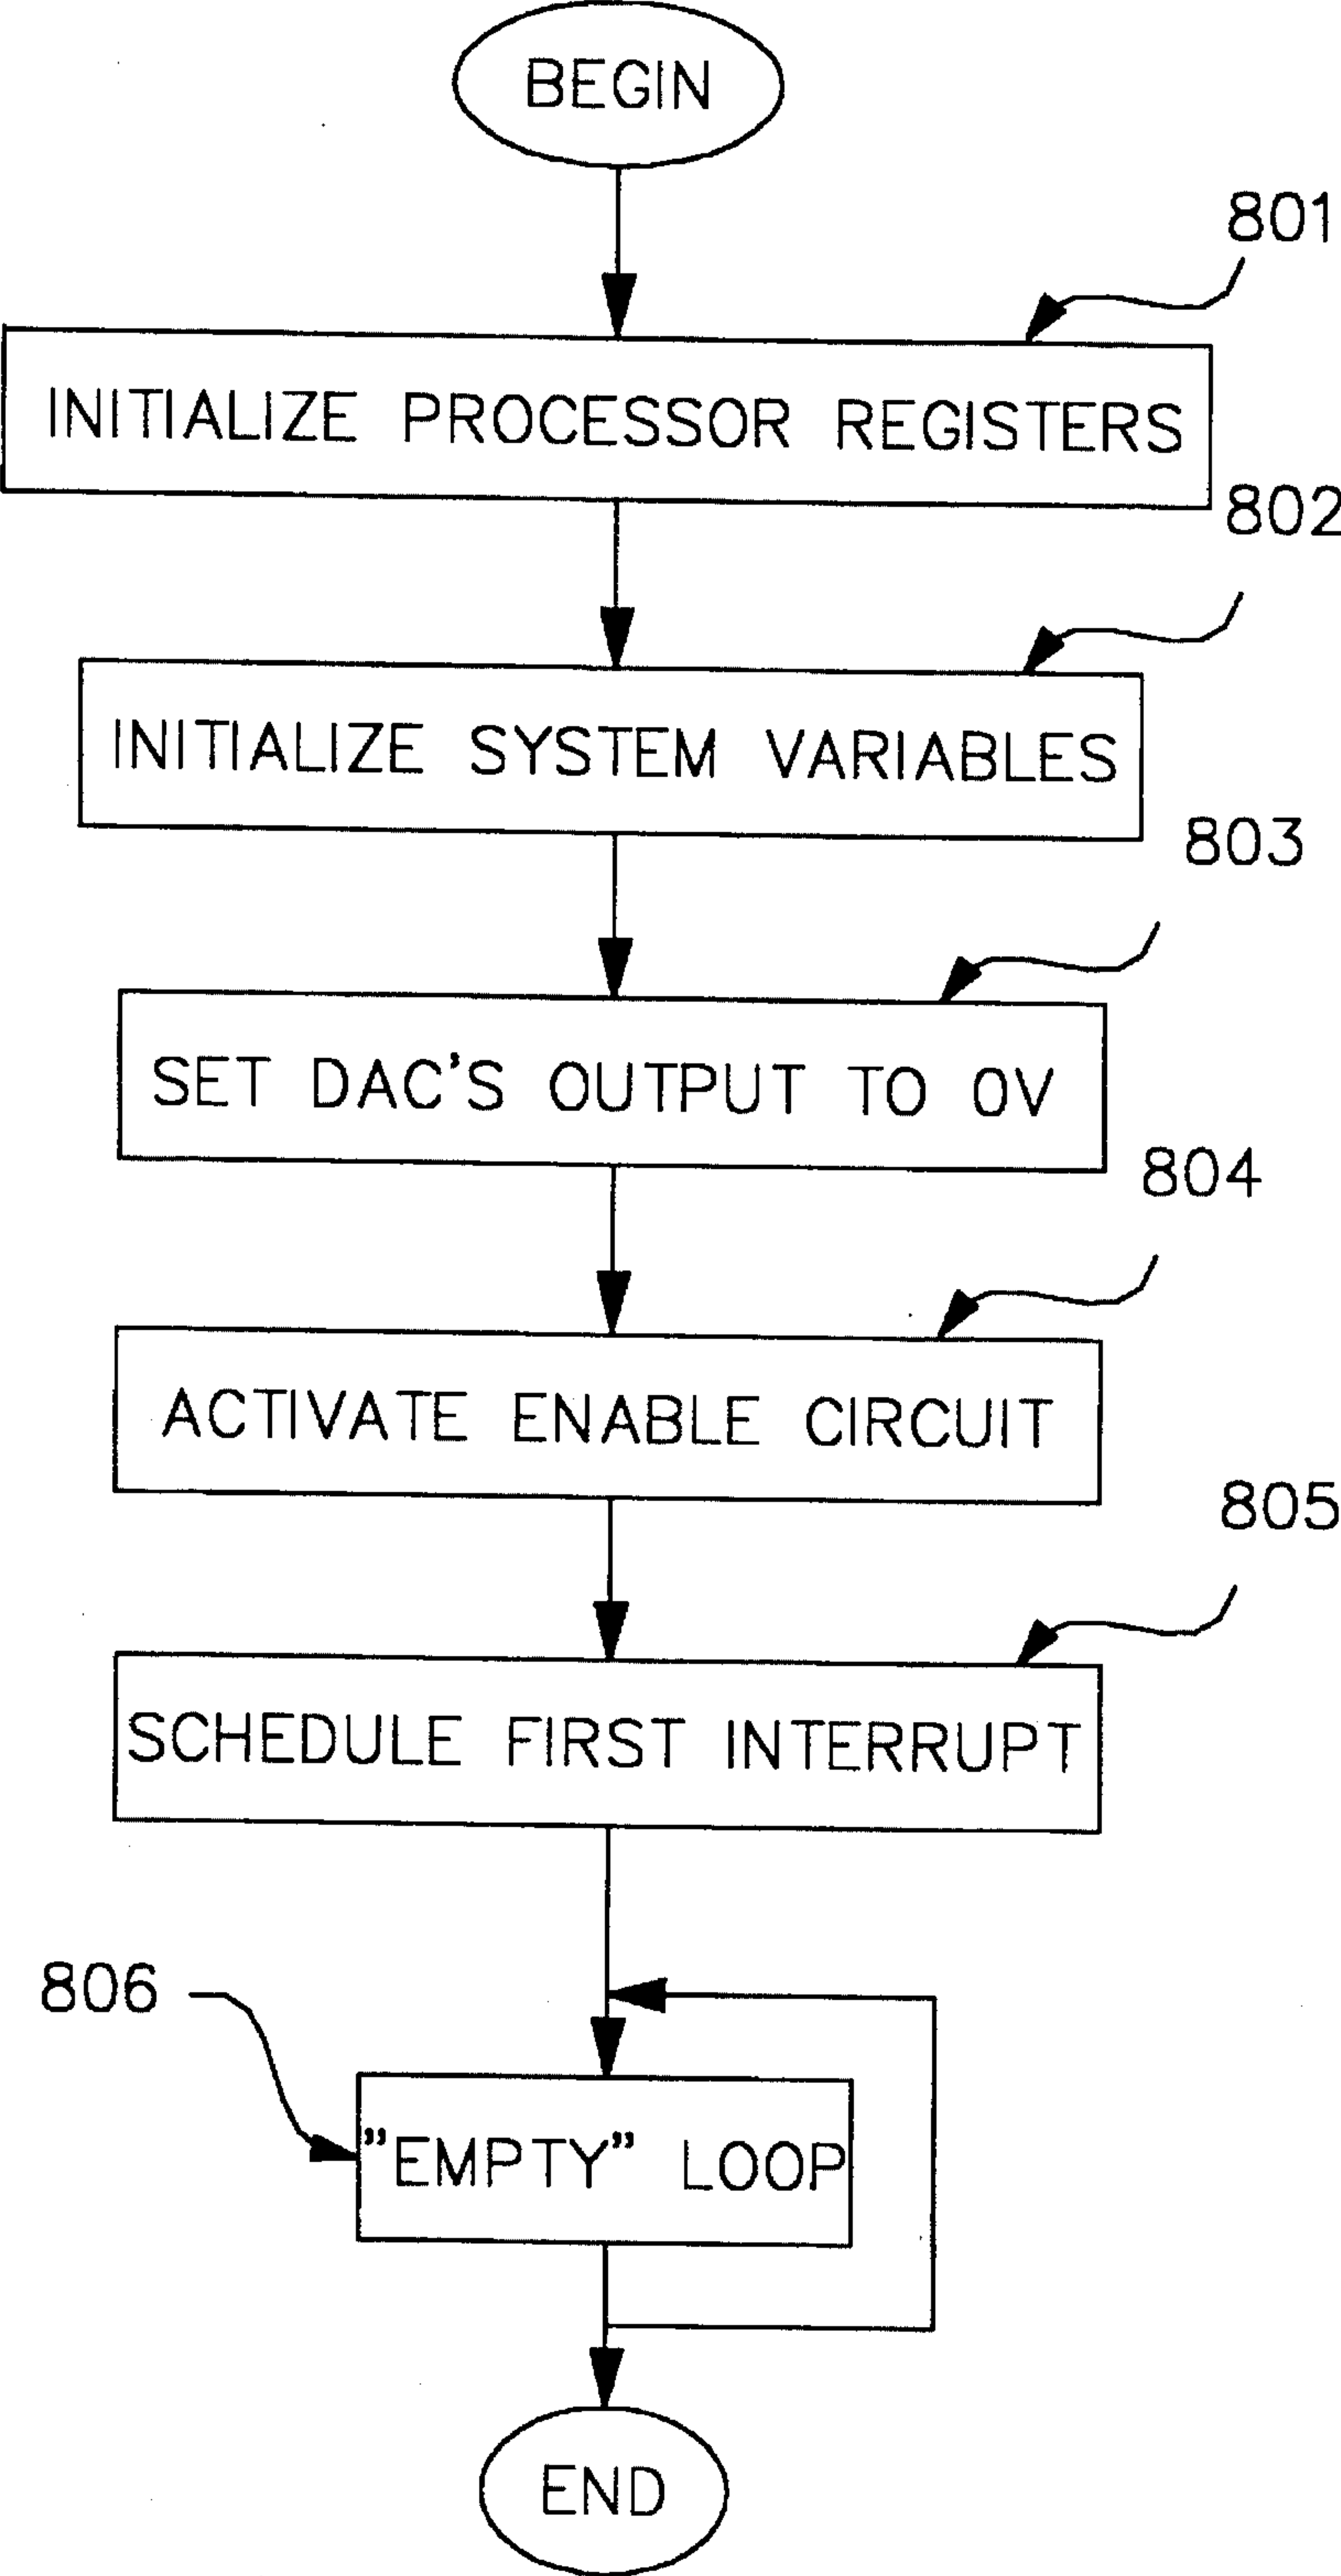 BEGIN
801
INITIALIZE PROCESSOR REGISTERS
802
INITIALIZE SYSTEM VARIABLES
803
SET DAC'S OUTPUT TO 0V
804
ACTIVATE ENABLE CIRCUIT
805
SCHEDULE FIRST INTERRUPT
806
”EMPTY” LOOP
END